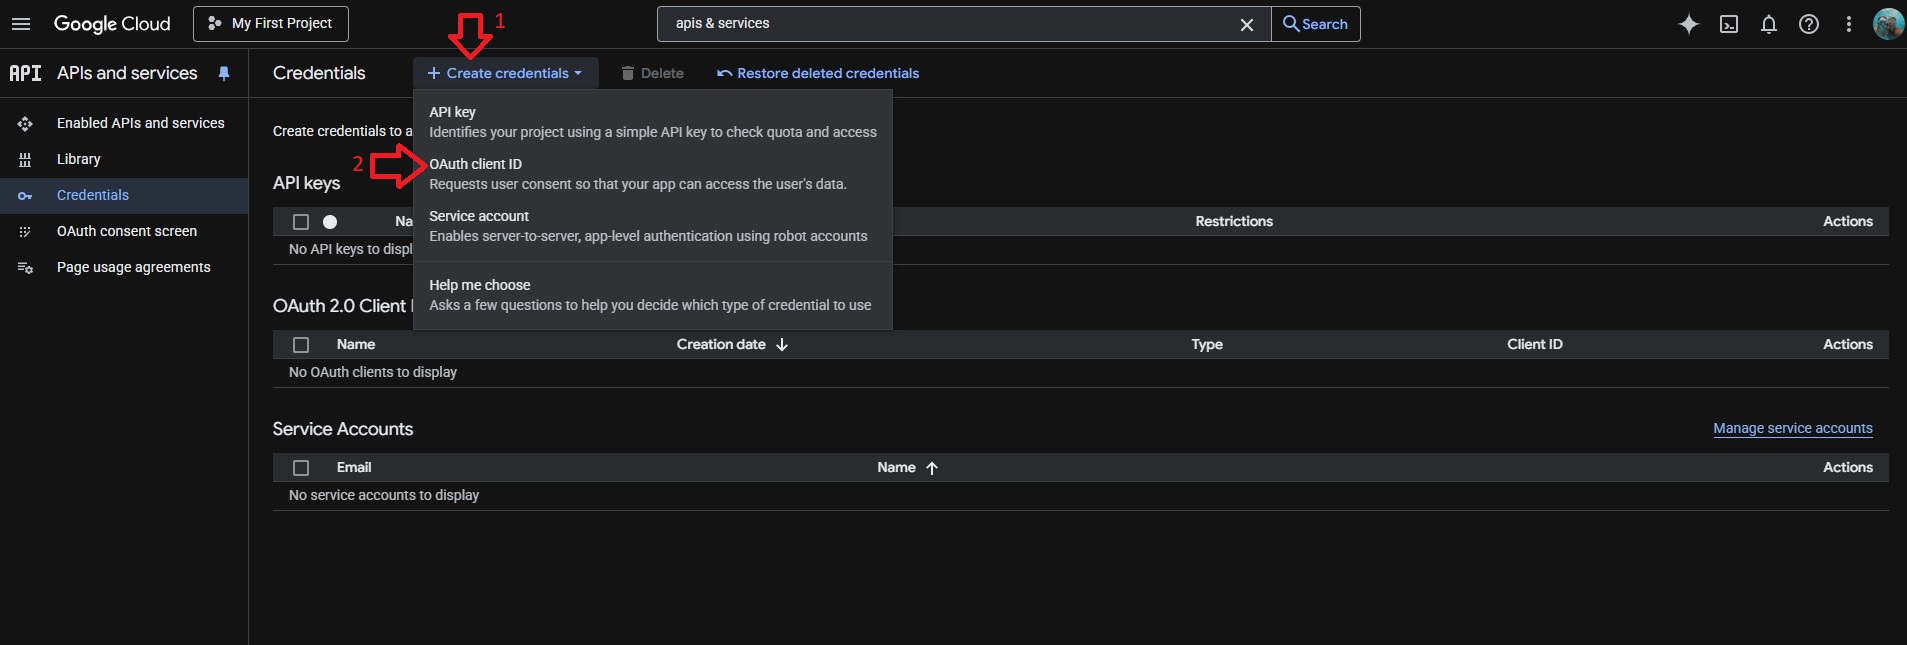 Google Cloud
My First Project
apis & services
Search
1
API APIs and services
Credentials
Create credentials
Delete
Restore deleted credentials
Enabled APIs and services
Library
Credentials
OAuth consent screen
Page usage agreements
Create credentials to a
API key
Identifies your project using a simple API key to check quota and access
2
OAuth client ID
Requests user consent so that your app can access the user's data.
Service account
Enables server-to-server, app-level authentication using robot accounts
Help me choose
Asks a few questions to help you decide which type of credential to use
API keys
Na
Restrictions
Actions
No API keys to displ
OAuth 2.0 Client
Name
Creation date
Type
Client ID
Actions
No OAuth clients to display
Service Accounts
Manage service accounts
Email
Name
Actions
No service accounts to display